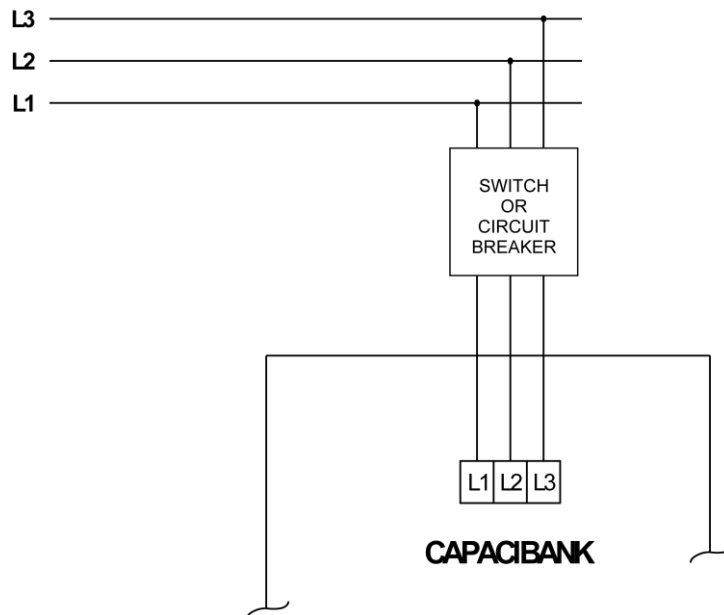 L3
L2
L1
SWITCH
OR
CIRCUIT
BREAKER
L1 L2 L3
CAPACIBANK